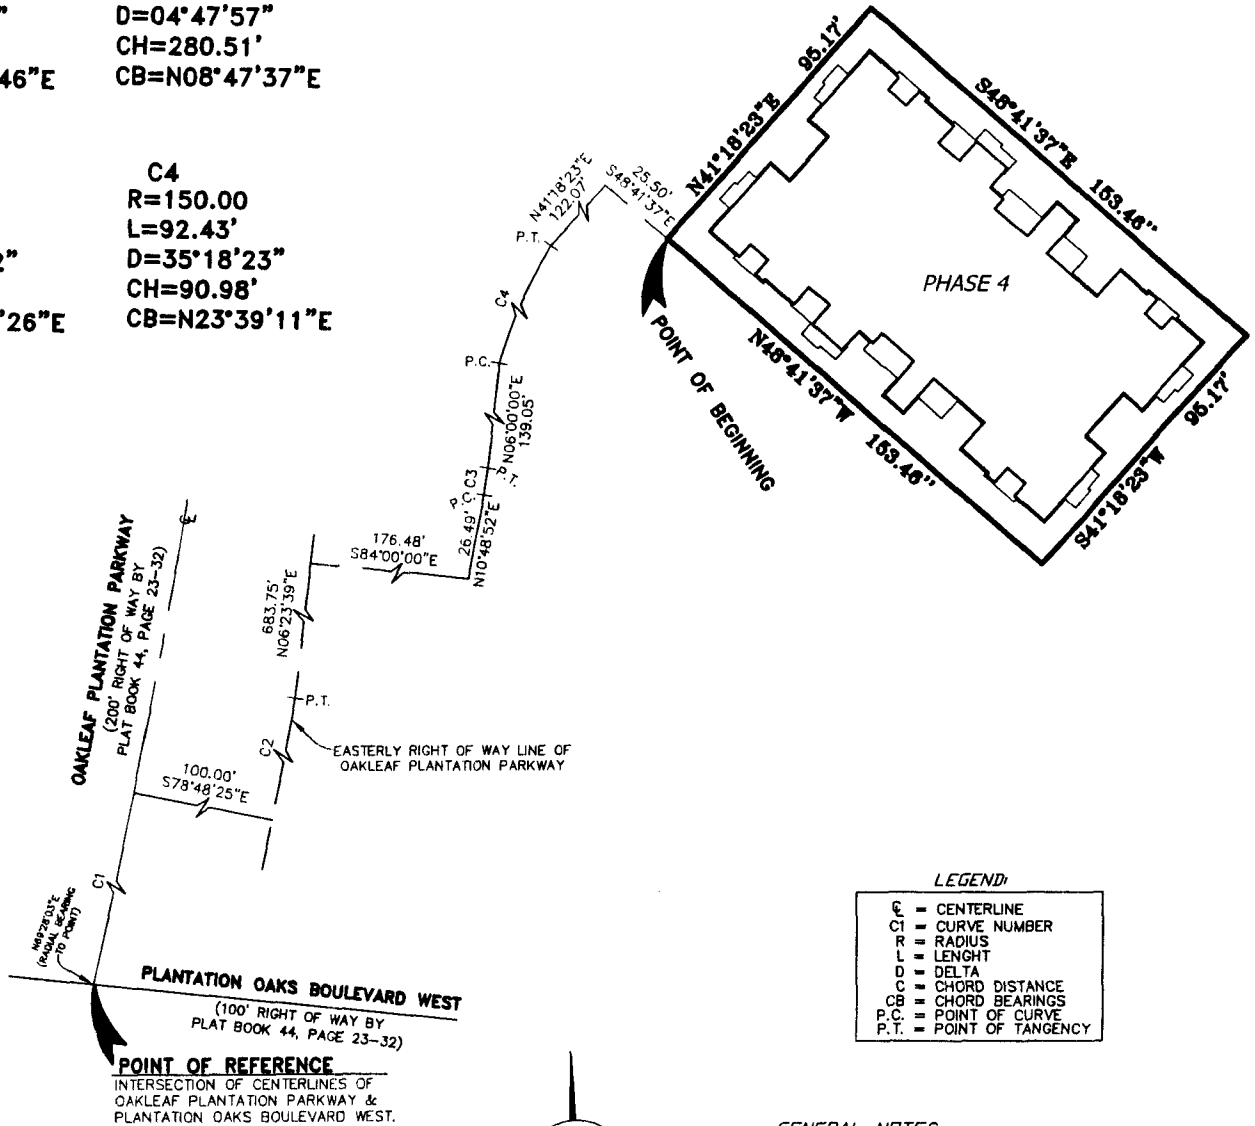 "
D=04°47'57"
CH=280.51'
46"E
CB=N08°47'37"E
C4
R=150.00
L=92.43'
2"
D=35°18'23"
CH=90.98'
'26"E
CB=N23°39'11"E
95.17'
N41°18'23"E
S48°41'37"E
153.46"
PHASE 4
N48°41'37"W
153.46"
95.17'
S41°18'23"W
POINT OF BEGINNING
25.50'
S48°41'37"E
N41°18'23"E
122.07'
P.T.
C4
P.C.
N06°00'00"E
139.05'
P.T.
C3
P.C.
26.49'
N10°48'52"E
176.48'
S84°00'00"E
683.75'
N06°23'39"E
P.T.
C2
EASTERLY RIGHT OF WAY LINE OF
OAKLEAF PLANTATION PARKWAY
℄
OAKLEAF PLANTATION PARKWAY
(200' RIGHT OF WAY BY
PLAT BOOK 44, PAGE 23-32)
100.00'
S78°48'25"E
C1
(RADIAL BEARING
TO POINT)
PLANTATION OAKS BOULEVARD WEST
(100' RIGHT OF WAY BY
PLAT BOOK 44, PAGE 23-32)
POINT OF REFERENCE
INTERSECTION OF CENTERLINES OF
OAKLEAF PLANTATION PARKWAY &
PLANTATION OAKS BOULEVARD WEST.
LEGEND:
℄ = CENTERLINE
C1 = CURVE NUMBER
R = RADIUS
L = LENGHT
D = DELTA
C = CHORD DISTANCE
CB = CHORD BEARINGS
P.C. = POINT OF CURVE
P.T. = POINT OF TANGENCY
GENERAL NOTES